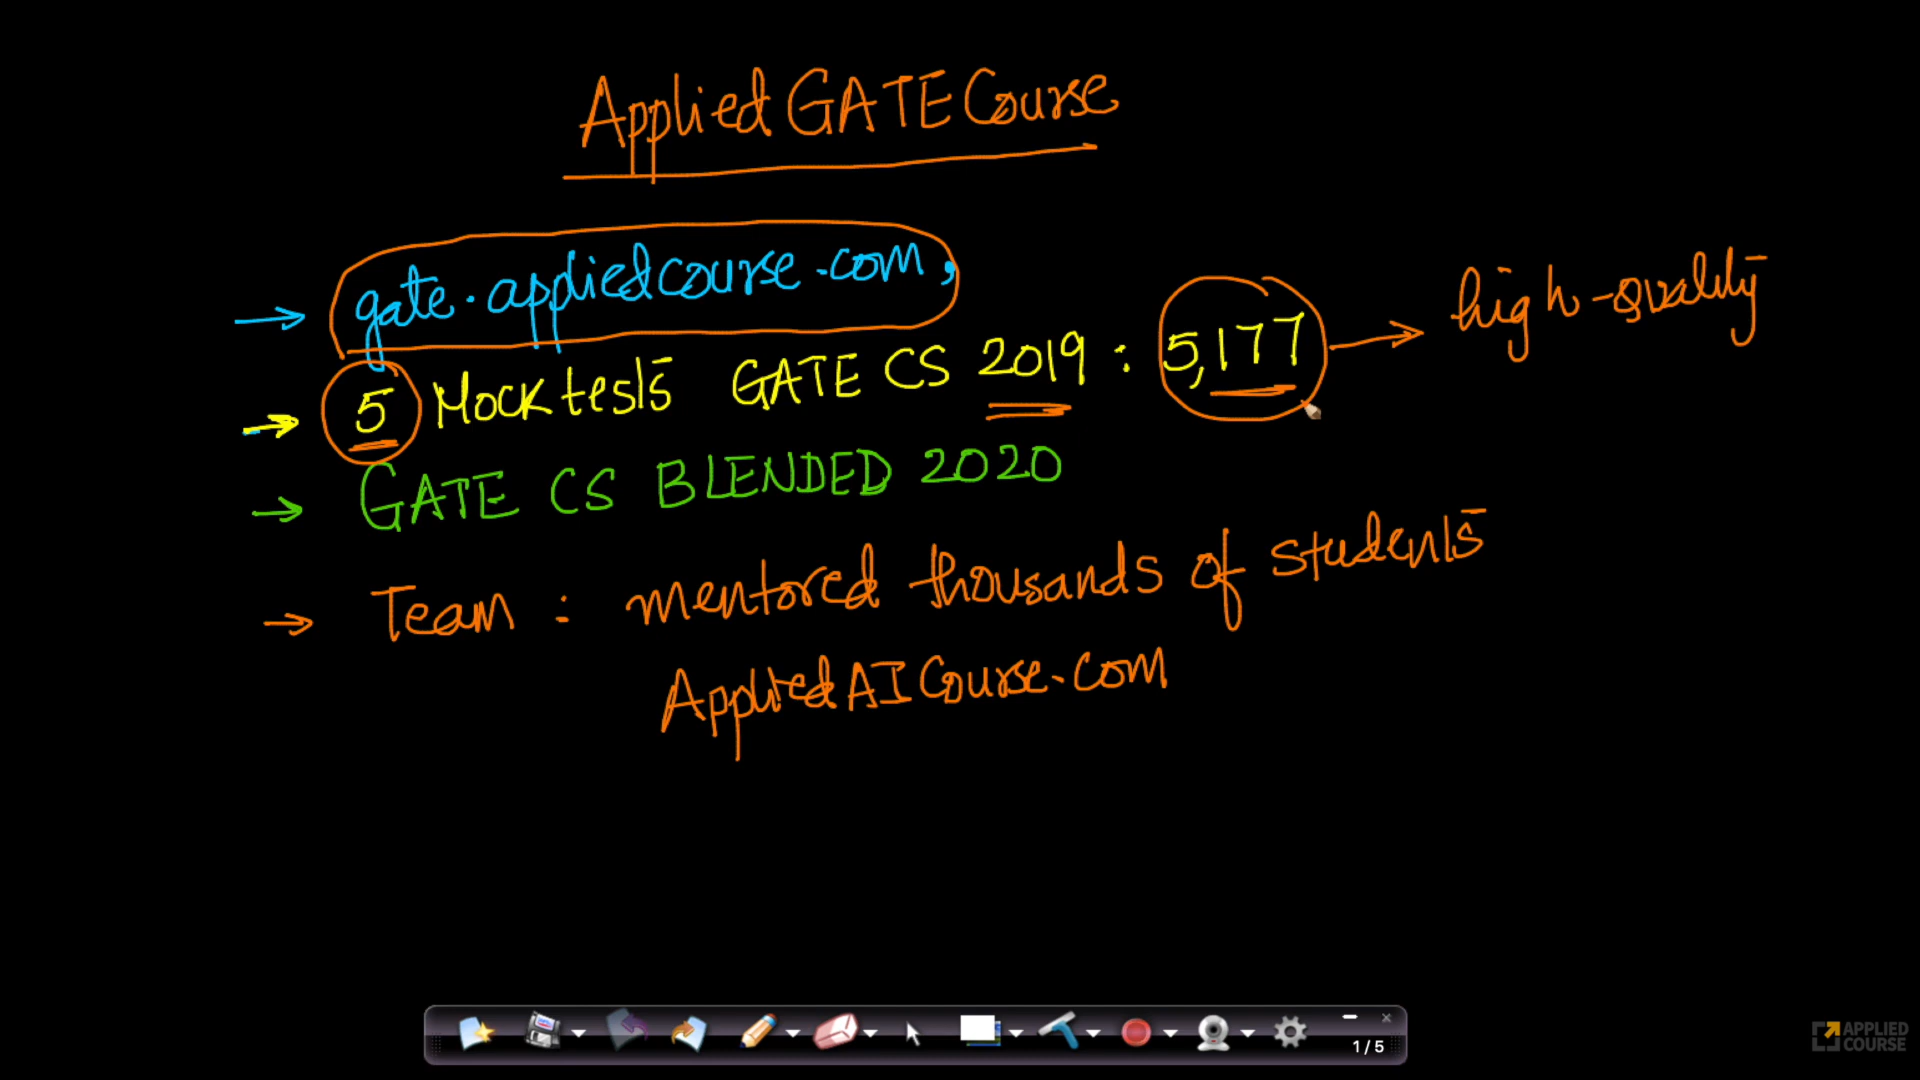 Applied GATE Course
→ gate.appliedcourse.com,
→ 5 Mock tests GATE CS 2019 : 5,177 → high-quality
→ GATE CS BLENDED 2020
→ Team : mentored thousands of students
AppliedAICourse.com
1/5
APPLIED
COURSE